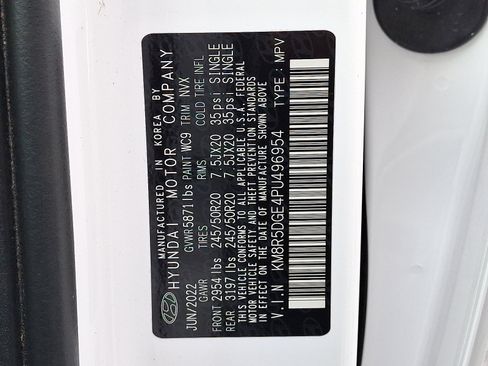 MANUFACTURED IN KOREA BY
HYUNDAI MOTOR COMPANY
JUN/2022 GVWR5871lbs PAINT WC9 TRIM NVX
GAWR TIRES RIMS COLD TIRE INFL
FRONT 2954 lbs 245/50R20 7.5JX20 35psi SINGLE
REAR 3197 lbs 245/50R20 7.5JX20 35psi SINGLE
THIS VEHICLE CONFORMS TO ALL APPLICABLE U.S.A. FEDERAL
MOTOR VEHICLE SAFETY AND THEFT PREVENTION STANDARDS
IN EFFECT ON THE DATE OF MANUFACTURE SHOWN ABOVE
V.I.N : KM8R5DGE4PU496954 TYPE : MPV